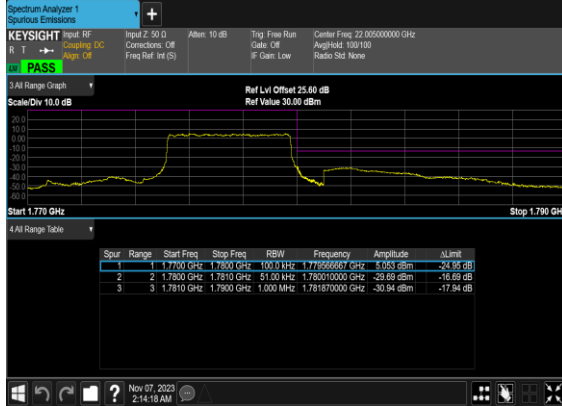 Spectrum Analyzer 1
Spurious Emissions
+
KEYSIGHT Input: RF Input Z: 50 Ω Atten: 10 dB Trig: Free Run Center Freq: 22.005000000 GHz
R T Coupling: DC Corrections: Off Gate: Off Avg|Hold: 100/100
Align: Off Freq Ref: Int (S) IF Gain: Low Radio Std: None
PASS
3 All Range Graph
Ref Lvl Offset 25.60 dB
Scale/Div 10.0 dB Ref Value 30.00 dBm
20.0
10.0
0.00
-10.0
-20.0
-30.0
-40.0
-50.0
-60.0
Start 1.770 GHz Stop 1.790 GH
4 All Range Table
Spur Range Start Freq Stop Freq RBW Frequency Amplitude ΔLimit
1 1 1.7700 GHz 1.7800 GHz 100.0 kHz 1.779566667 GHz 5.053 dBm -24.95 dB
2 2 1.7800 GHz 1.7810 GHz 51.00 kHz 1.780010000 GHz -29.69 dBm -16.69 dB
3 3 1.7810 GHz 1.7900 GHz 1.000 MHz 1.781870000 GHz -30.94 dBm -17.94 dB
? Nov 07, 2023
2:14:18 AM